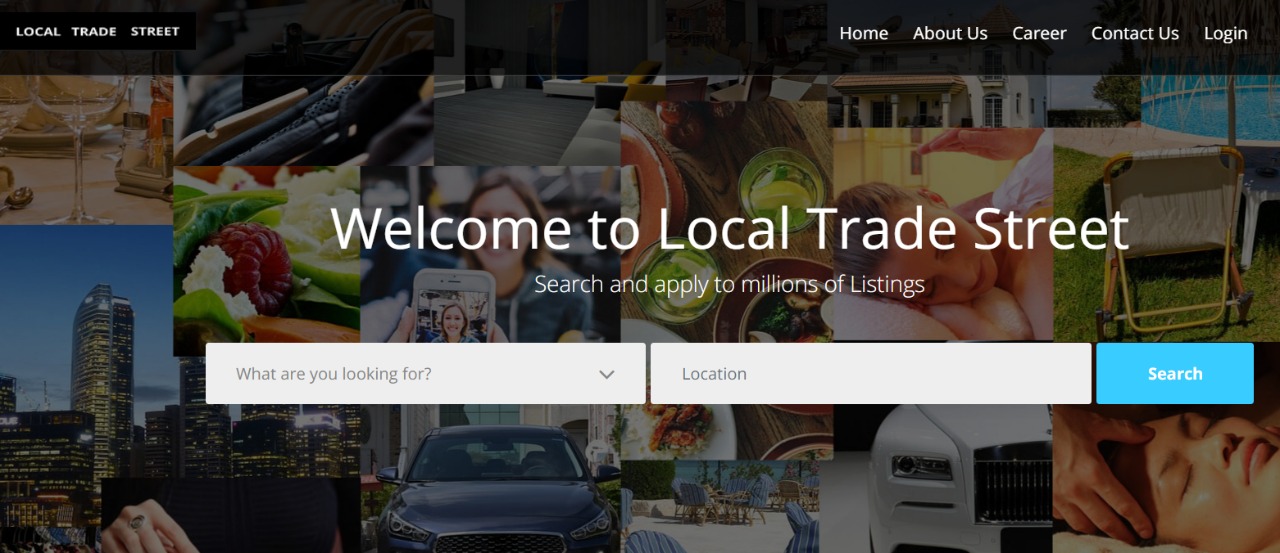 LOCAL TRADE STREET
Home About Us Career Contact Us Login
Welcome to Local Trade Street
Search and apply to millions of Listings
What are you looking for? Location Search